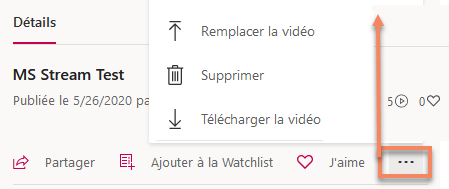 Détails
Remplacer la vidéo
MS Stream Test
Supprimer
Publiée le 5/26/2020 pa
5 0
Télécharger la vidéo
Partager Ajouter à la Watchlist J'aime ...